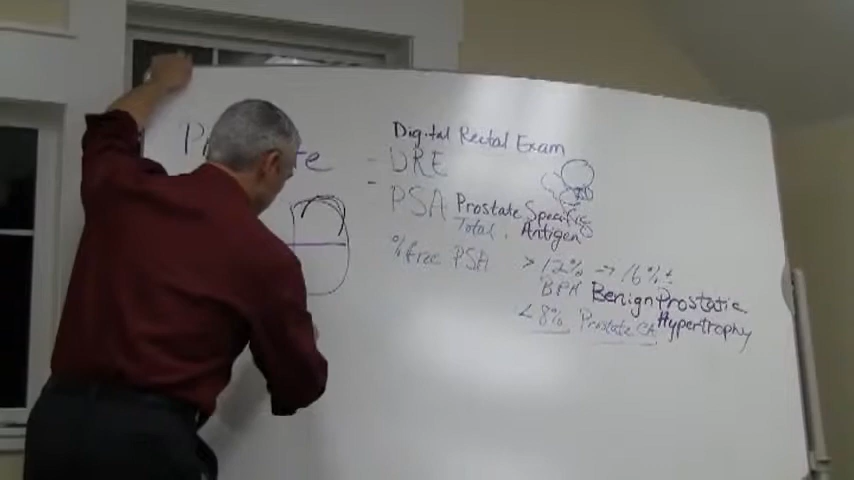 Digital Rectal Exam
- DRE
- PSA Prostate Specific
Total, Antigen
% free PSA > 12% → 16% ±
BPH Benign Prostatic
Hypertrophy
< 8% Prostate CA